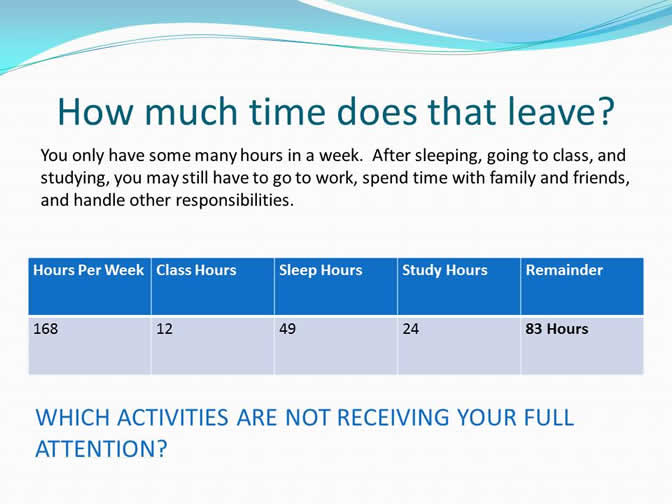 How much time does that leave?
You only have some many hours in a week.  After sleeping, going to class, and
studying, you may still have to go to work, spend time with family and friends,
and handle other responsibilities.
Hours Per Week Class Hours Sleep Hours Study Hours Remainder
168 12 49 24 83 Hours
WHICH ACTIVITIES ARE NOT RECEIVING YOUR FULL
ATTENTION?